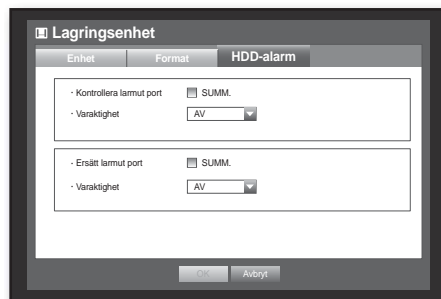 Lagringsenhet
Enhet Format HDD-alarm
· Kontrollera larmut port SUMM.
· Varaktighet AV
· Ersätt larmut port SUMM.
· Varaktighet AV
OK Avbryt